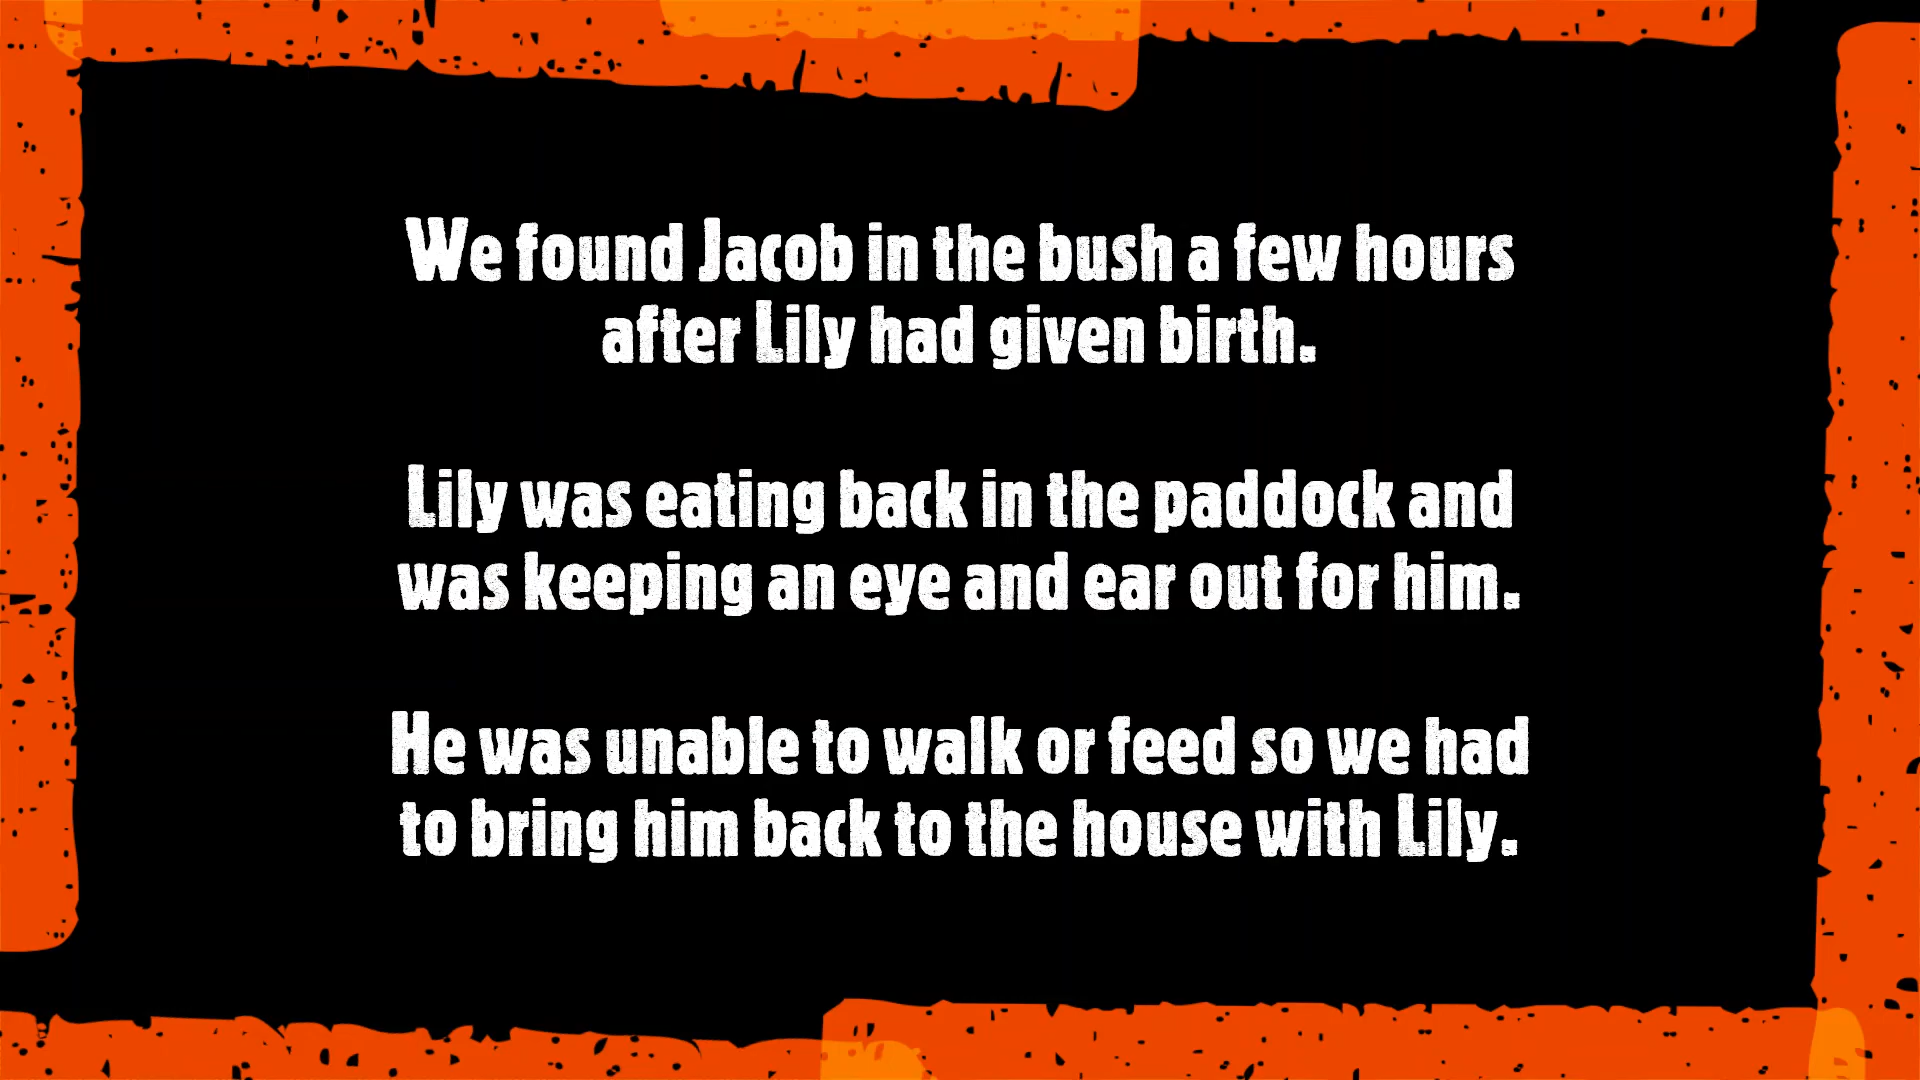 We found Jacob in the bush a few hours
after Lily had given birth.
Lily was eating back in the paddock and
was keeping an eye and ear out for him.
He was unable to walk or feed so we had
to bring him back to the house with Lily.